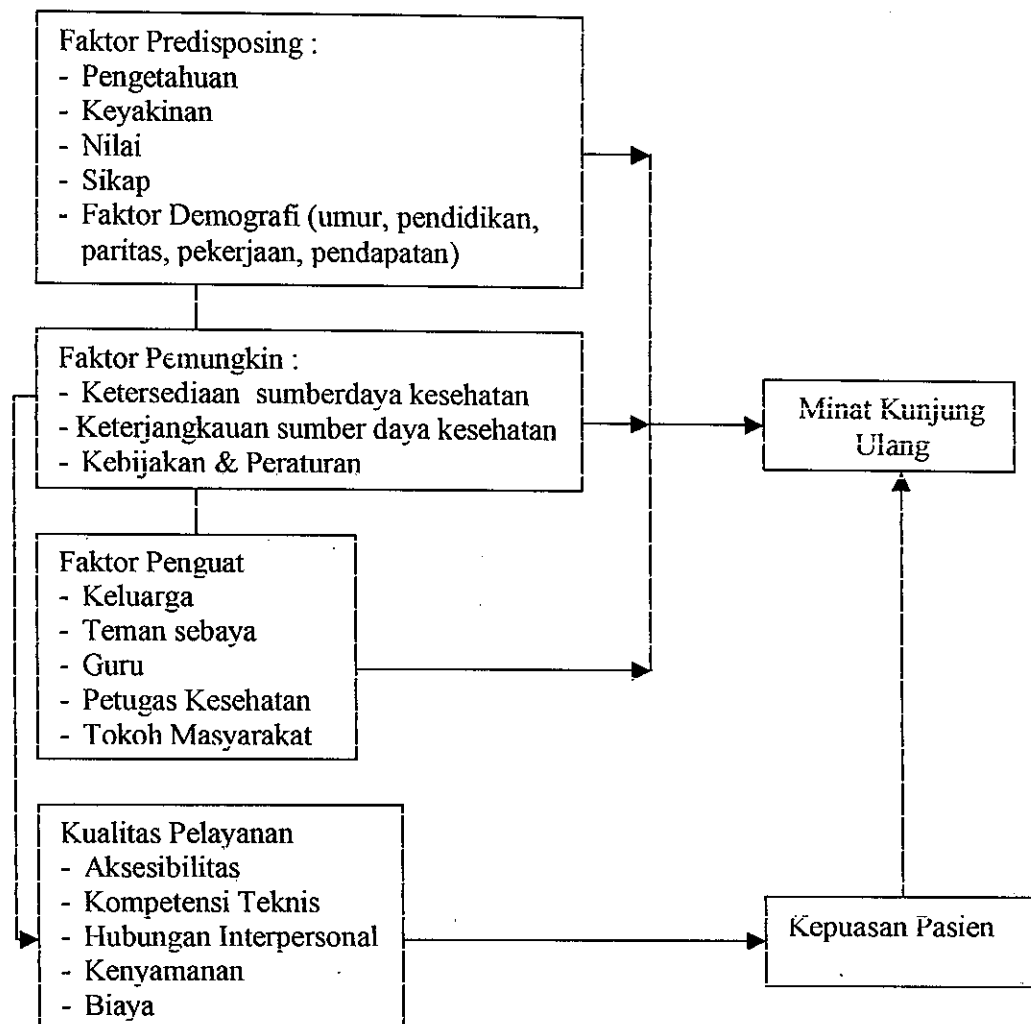 Faktor Predisposing :
- Pengetahuan
- Keyakinan
- Nilai
- Sikap
- Faktor Demografi (umur, pendidikan,
paritas, pekerjaan, pendapatan)
Faktor Pemungkin :
- Ketersediaan sumberdaya kesehatan
- Keterjangkauan sumber daya kesehatan
- Kebijakan & Peraturan
Minat Kunjung
Ulang
Faktor Penguat
- Keluarga
- Teman sebaya
- Guru
- Petugas Kesehatan
- Tokoh Masyarakat
Kualitas Pelayanan
- Aksesibilitas
- Kompetensi Teknis
- Hubungan Interpersonal
- Kenyamanan
- Biaya
Kepuasan Pasien